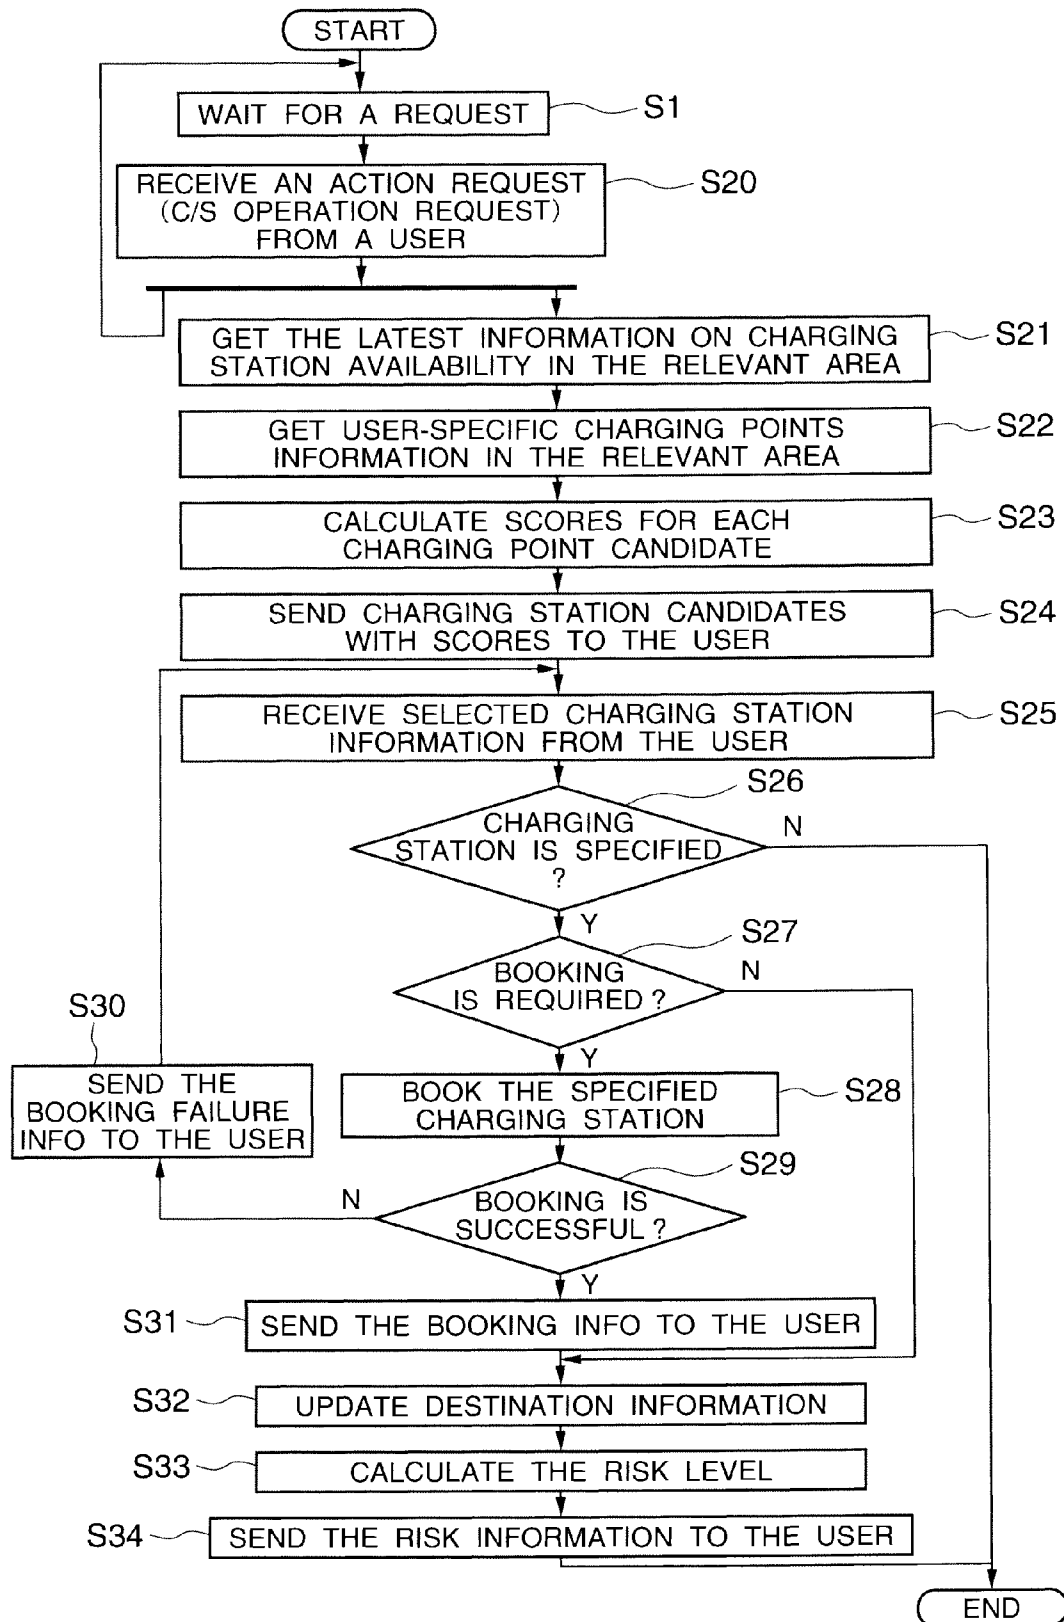 START
WAIT FOR A REQUEST
S1
RECEIVE AN ACTION REQUEST
(C/S OPERATION REQUEST)
FROM A USER
S20
GET THE LATEST INFORMATION ON CHARGING
STATION AVAILABILITY IN THE RELEVANT AREA
S21
GET USER-SPECIFIC CHARGING POINTS
INFORMATION IN THE RELEVANT AREA
S22
CALCULATE SCORES FOR EACH
CHARGING POINT CANDIDATE
S23
SEND CHARGING STATION CANDIDATES
WITH SCORES TO THE USER
S24
RECEIVE SELECTED CHARGING STATION
INFORMATION FROM THE USER
S25
S26
CHARGING
STATION IS SPECIFIED
?
N
Y
S27
BOOKING
IS REQUIRED?
N
Y
S30
SEND THE
BOOKING FAILURE
INFO TO THE USER
BOOK THE SPECIFIED
CHARGING STATION
S28
S29
BOOKING IS
SUCCESSFUL?
N
Y
S31
SEND THE BOOKING INFO TO THE USER
S32
UPDATE DESTINATION INFORMATION
S33
CALCULATE THE RISK LEVEL
S34
SEND THE RISK INFORMATION TO THE USER
END